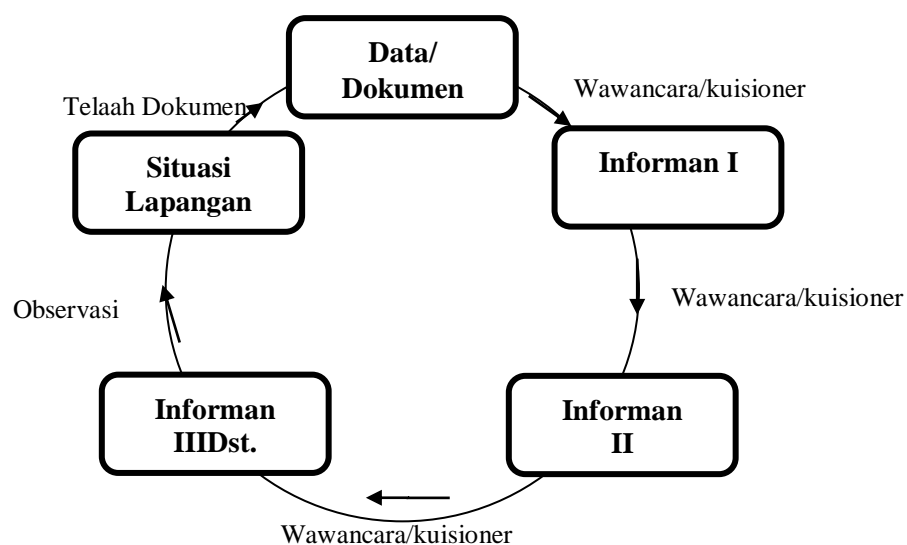 Data/
Dokumen
Wawancara/kuisioner
Telaah Dokumen
Situasi
Lapangan
Informan I
Observasi
Wawancara/kuisioner
Informan
IIIDst.
Informan
II
Wawancara/kuisioner